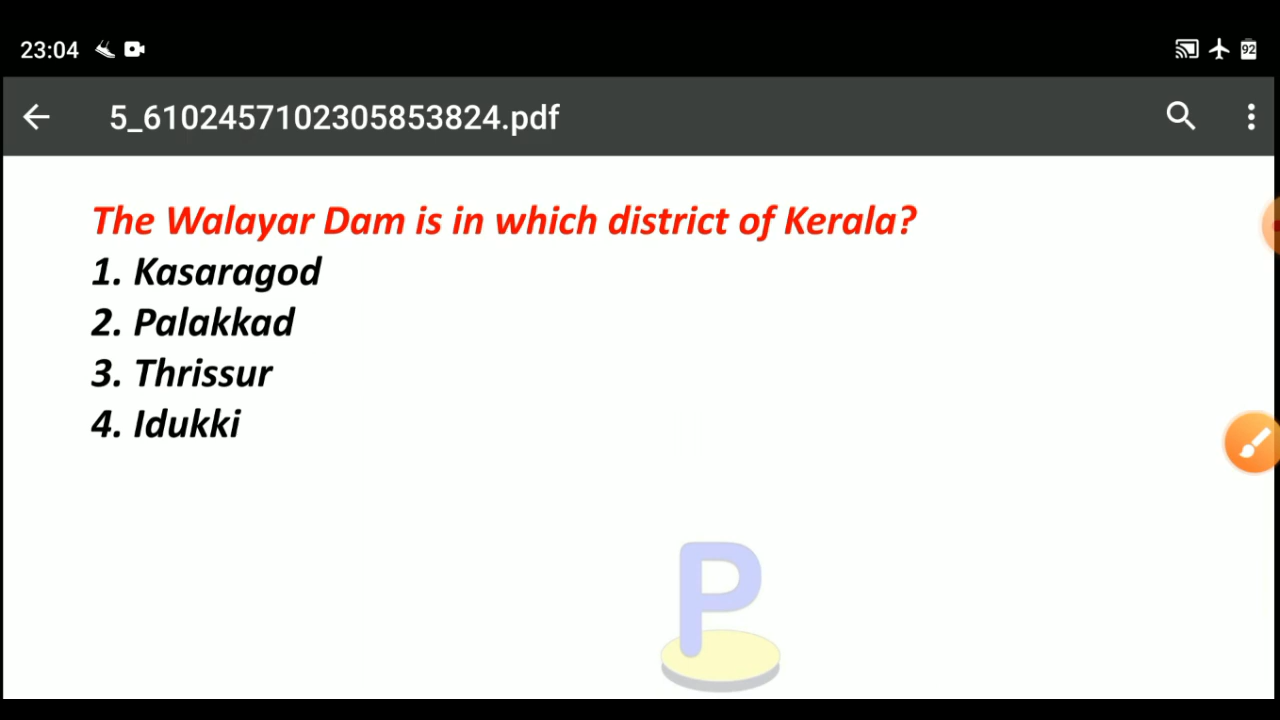 23:04
92
5_6102457102305853824.pdf
The Walayar Dam is in which district of Kerala?
1. Kasaragod
2. Palakkad
3. Thrissur
4. Idukki
P